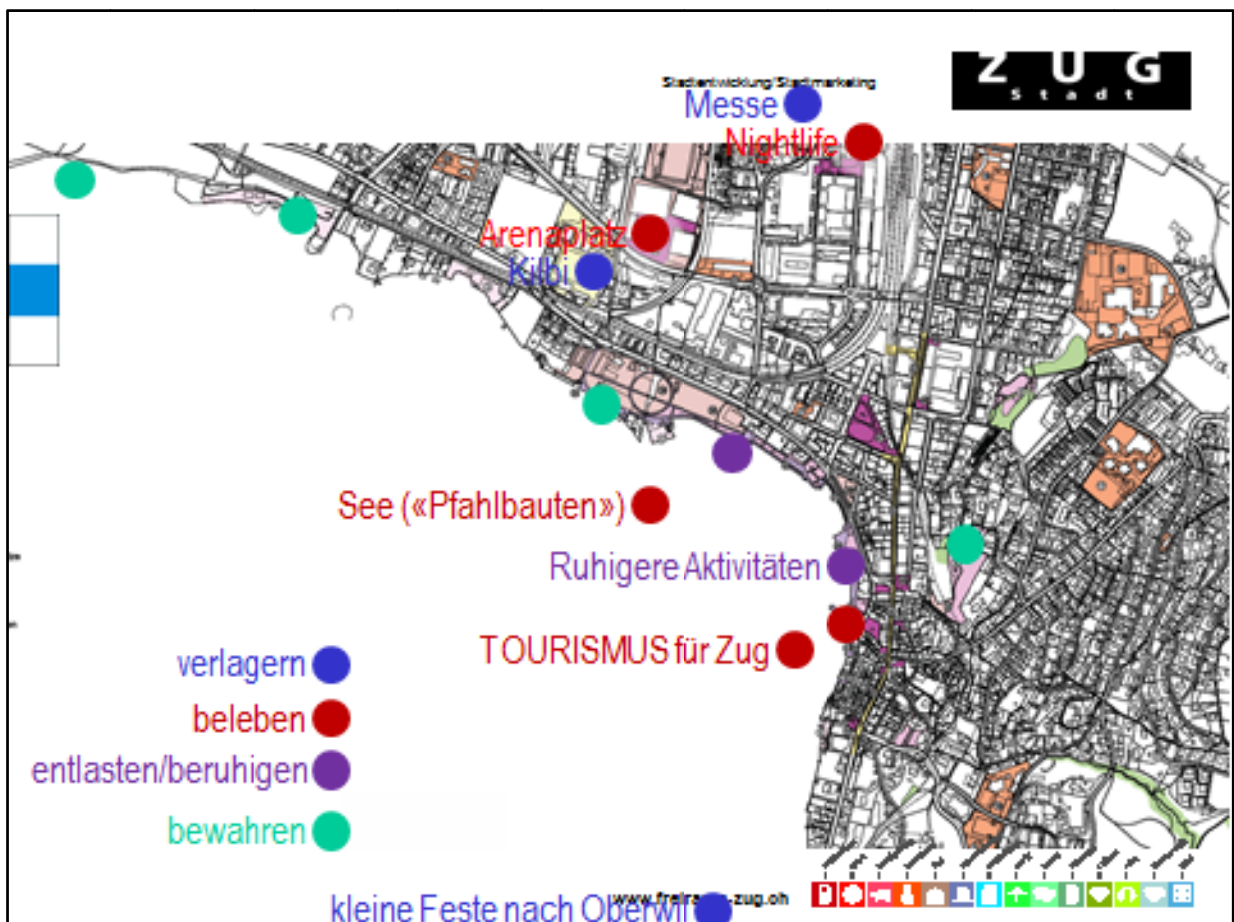 ZUG
Stadt
Stadtentwicklung/Stadtmarketing
Messe
Nightlife
Arenaplatz
Kilbi
See («Pfahlbauten»)
Ruhigere Aktivitäten
TOURISMUS für Zug
verlagern
beleben
entlasten/beruhigen
bewahren
kleine Feste nach Oberwil